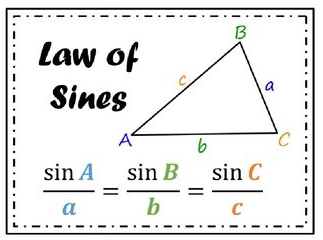 Law of
Sines
B
c
a
A
b
C
sin A / a = sin B / b = sin C / c